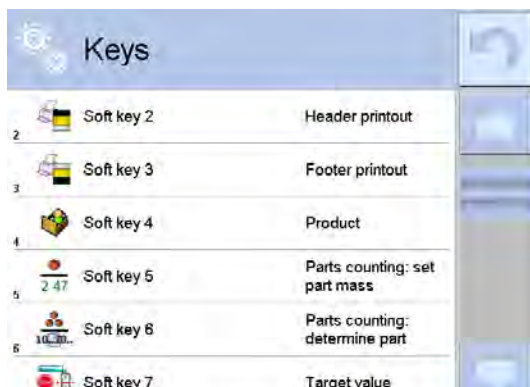 Keys
2 Soft key 2 Header printout
3 Soft key 3 Footer printout
4 Soft key 4 Product
5 2.47 Soft key 5 Parts counting: set
part mass
6 Soft key 6 Parts counting:
determine part
Soft key 7 Target value